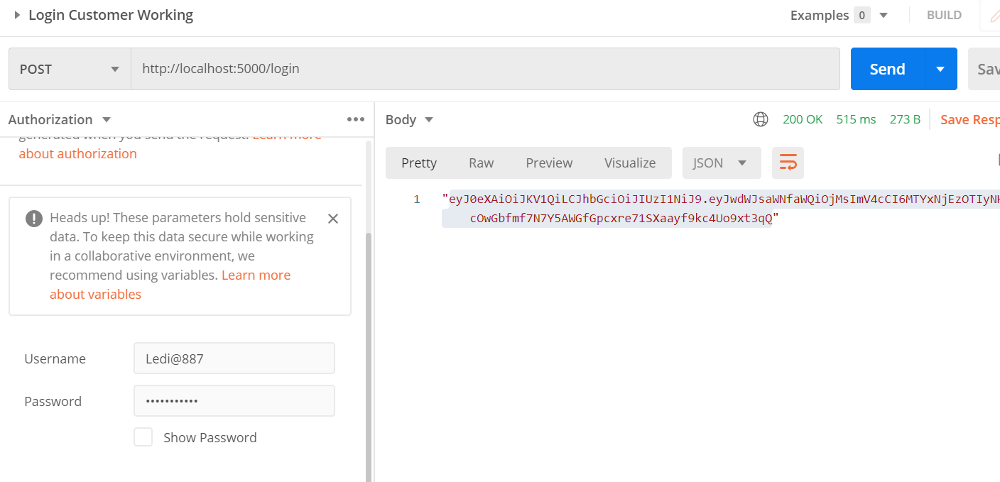 Login Customer Working
Examples 0
BUILD
POST
http://localhost:5000/login
Send
Sav
Authorization
generated when you send the request. Learn more
about authorization
Heads up! These parameters hold sensitive
data. To keep this data secure while working
in a collaborative environment, we
recommend using variables. Learn more
about variables
Username
Ledi@887
Password
•••••••••••
Show Password
Body
200 OK 515 ms 273 B
Save Resp
Pretty Raw Preview Visualize
JSON
1 "eyJ0eXAiOiJKV1QiLCJhbGciOiJIUzI1NiJ9.eyJwdWJsaWNfaWQiOjMsImV4cCI6MTYxNjEzOTIyNH
cOwGbfmf7N7Y5AWGfGpcxre71SXaayf9kc4Uo9xt3qQ"